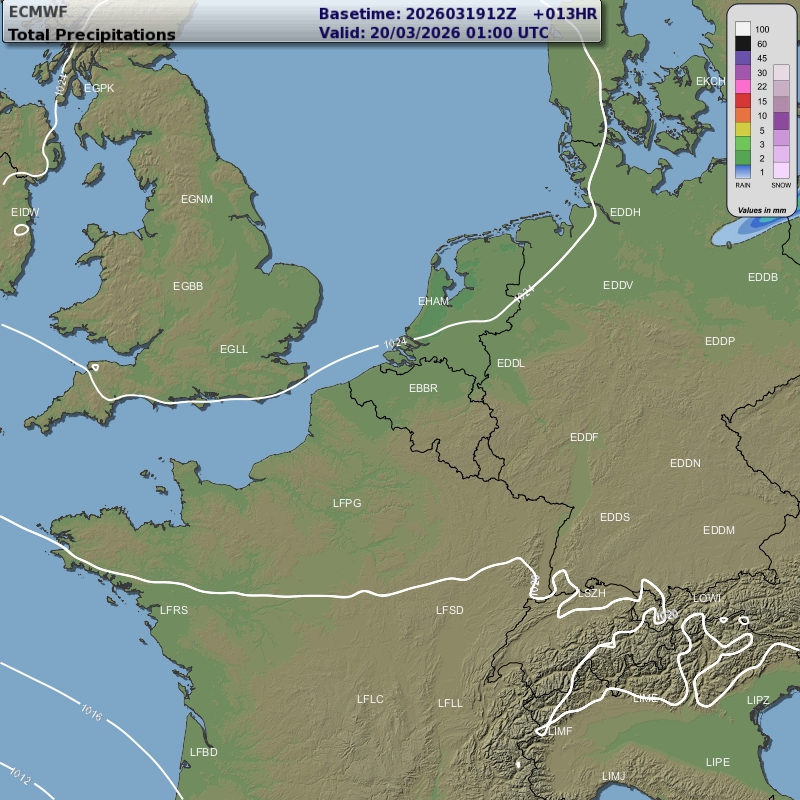 ECMWF
Basetime: 2026031912Z +013HR
Total Precipitations
Valid: 20/03/2026 01:00 UTC
100
60
45
30
22
15
10
5
3
2
1
RAIN
SNOW
Values in mm
1024
EGPK
EKCH
EGNM
EIDW
EDDH
EGBB
EDDV
EDDB
EHAM
1024
1024
EGLL
EDDP
EDDL
EBBR
EDDF
EDDN
LFPG
EDDS
EDDM
1020
LSZH
LOWI
LFRS
LFSD
1020
LFLC
LFLL
LIME
LIPZ
1016
LIMF
LFBD
LIPE
1012
LIMJ